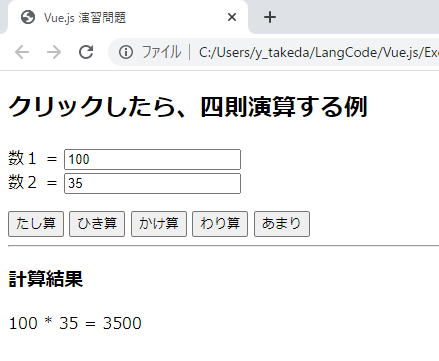 Vue.js 演習問題
ファイル C:/Users/y_takeda/LangCode/Vue.js/Exe
クリックしたら、四則演算する例
数１ = 100
数２ = 35
たし算 ひき算 かけ算 わり算 あまり
計算結果
100 * 35 = 3500